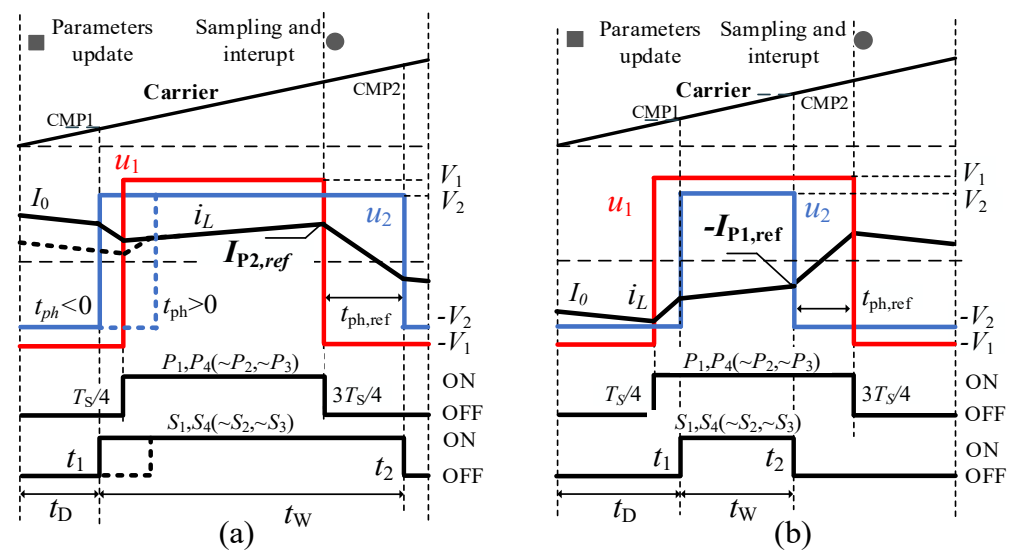 Parameters update
Sampling and interupt
Carrier
CMP1
CMP2
u1
V1
V2
I0
iL
u2
IP2,ref
tph<0
tph>0
tph,ref
-V2
-V1
P1,P4(~P2,~P3)
ON
TS/4
3TS/4
OFF
S1,S4(~S2,~S3)
ON
t1
t2
OFF
tD
tW
(a)
Parameters update
Sampling and interupt
Carrier
CMP1
CMP2
V1
V2
u1
u2
-IP1,ref
I0
iL
tph,ref
-V2
-V1
P1,P4(~P2,~P3)
ON
TS/4
3TS/4
OFF
S1,S4(~S2,~S3)
ON
t1
t2
OFF
tD
tW
(b)